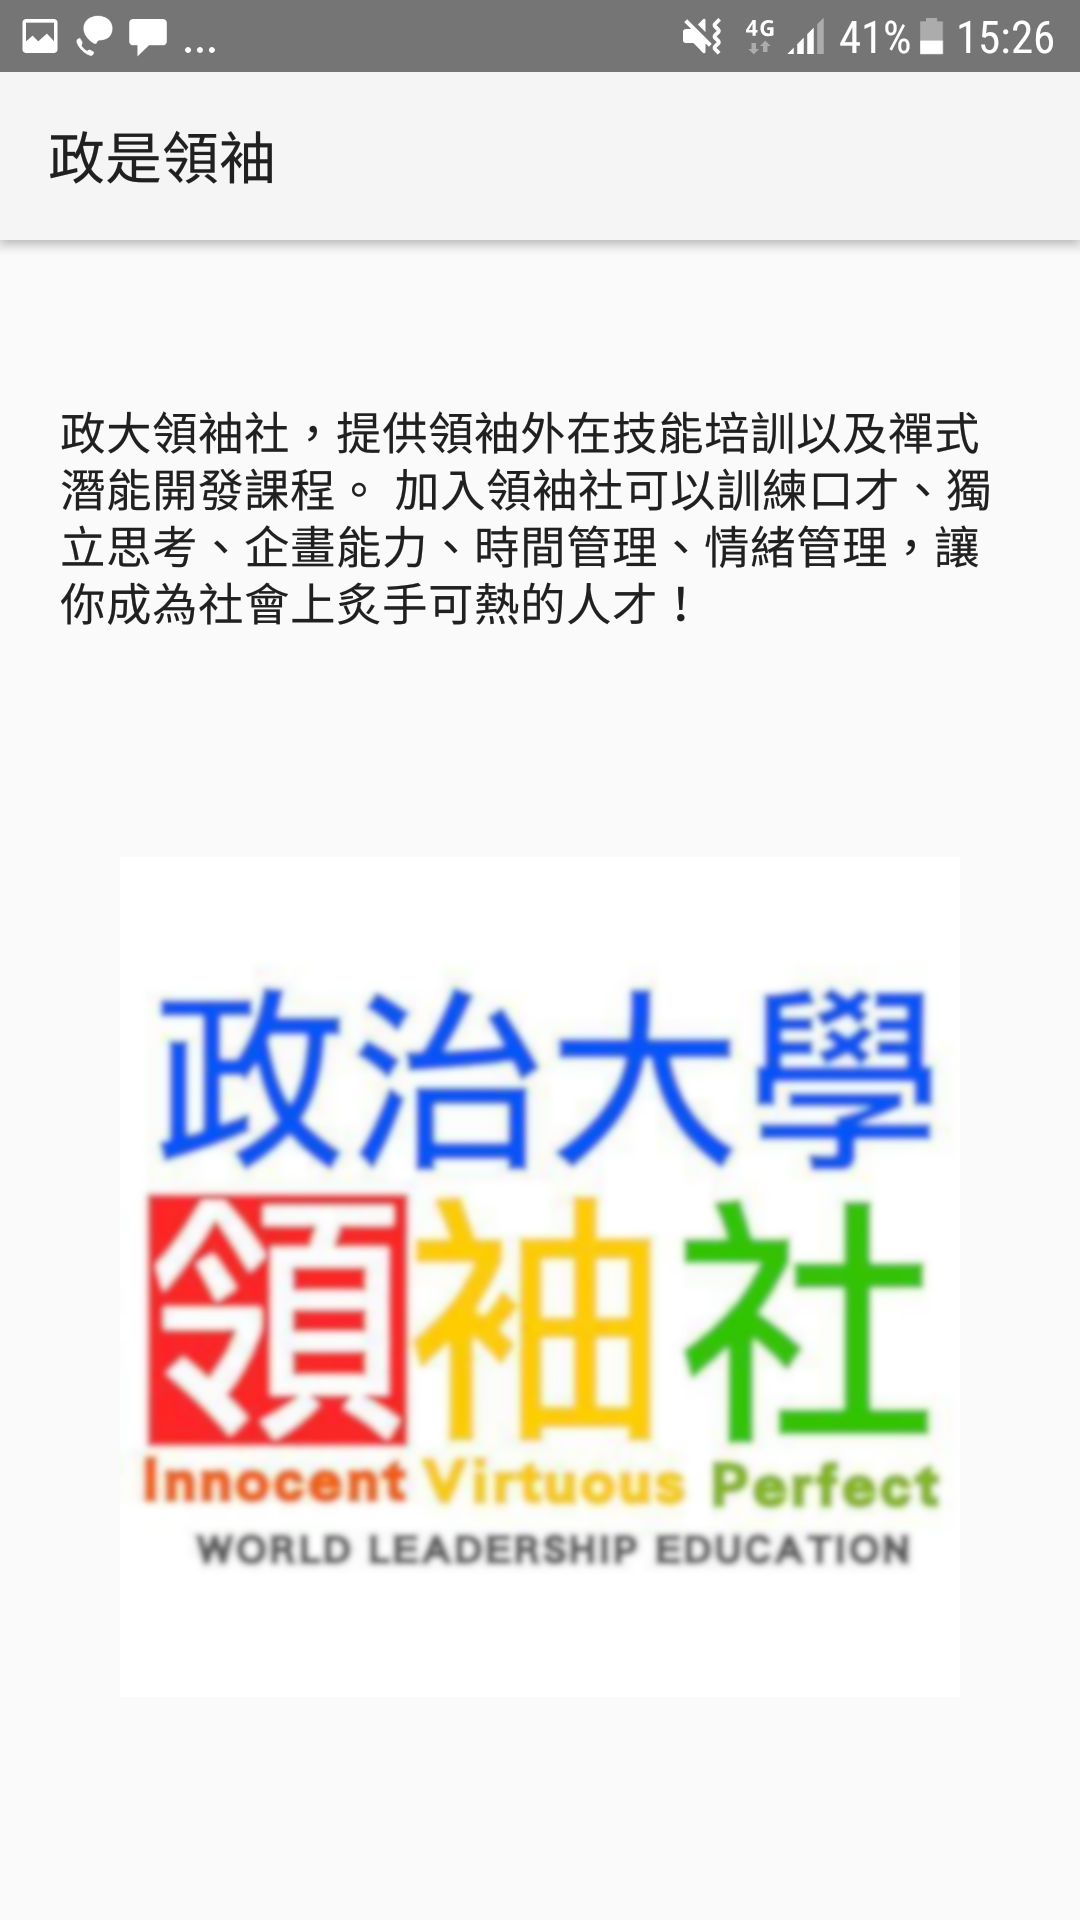 ... 4G 41% 15:26
政是領袖
政大領袖社，提供領袖外在技能培訓以及禪式
潛能開發課程。 加入領袖社可以訓練口才、獨
立思考、企畫能力、時間管理、情緒管理，讓
你成為社會上炙手可熱的人才！
政治大學
領袖社
Innocent Virtuous Perfect
WORLD LEADERSHIP EDUCATION